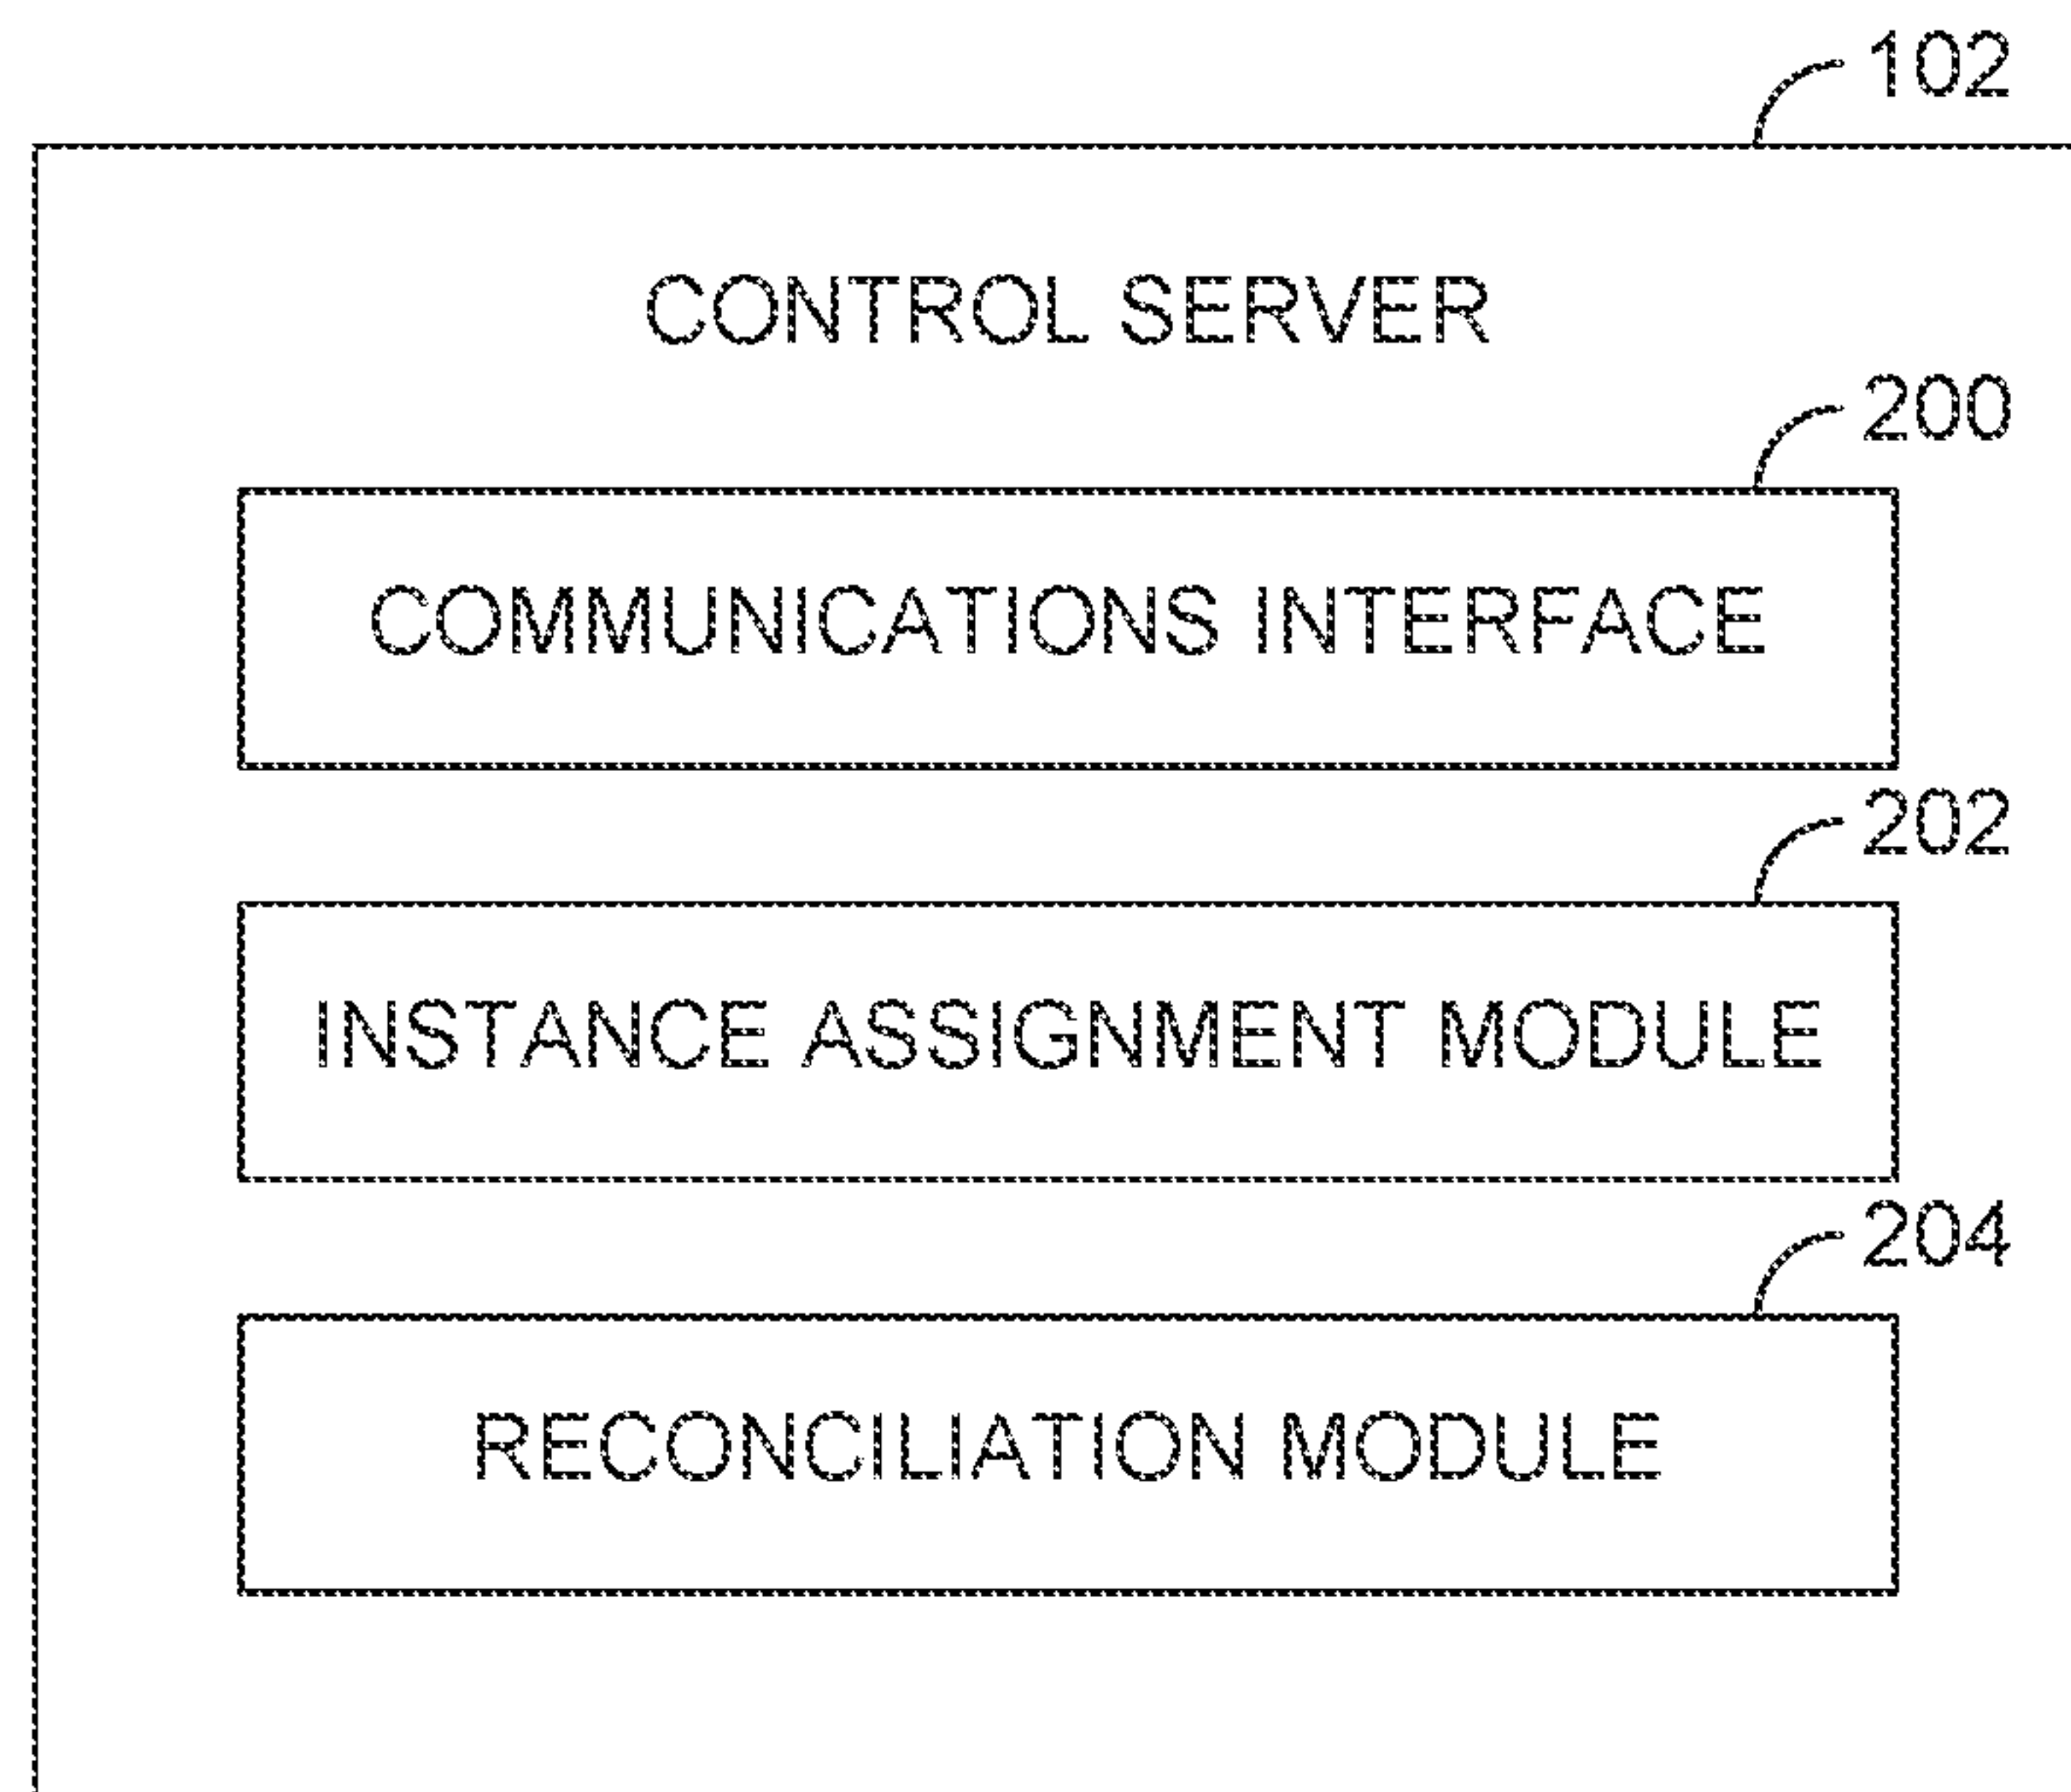 102
CONTROL SERVER
200
COMMUNICATIONS INTERFACE
202
INSTANCE ASSIGNMENT MODULE
204
RECONCILIATION MODULE